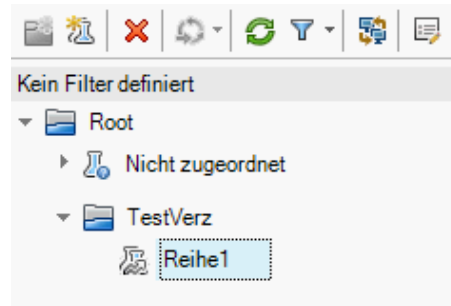 Kein Filter definiert
Root
Nicht zugeordnet
TestVerz
Reihe1